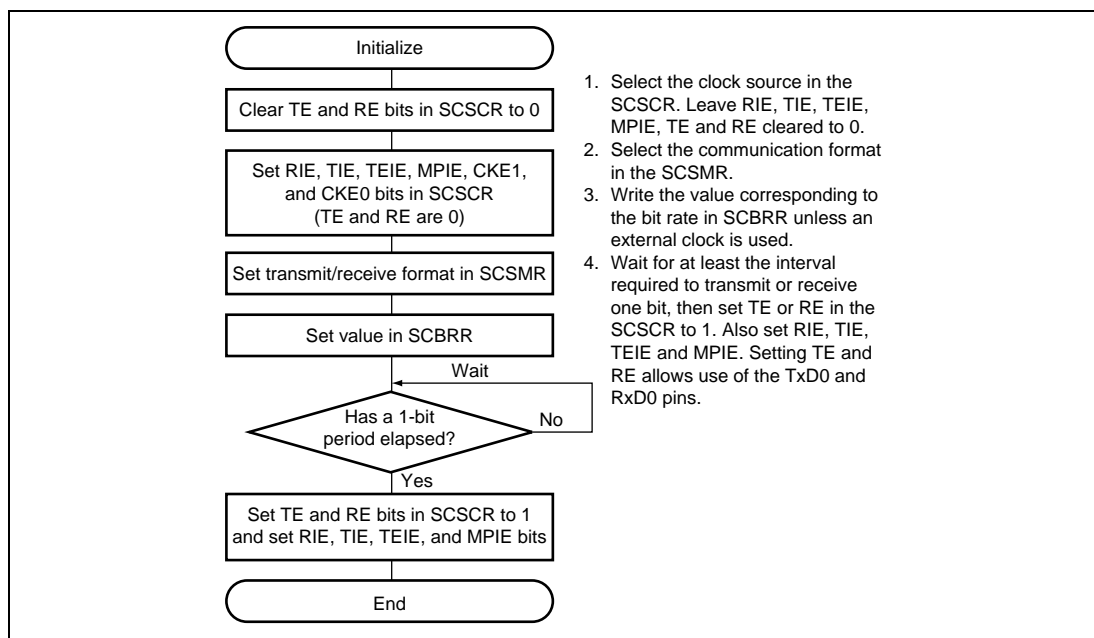 Initialize
Clear TE and RE bits in SCSCR to 0
Set RIE, TIE, TEIE, MPIE, CKE1,
and CKE0 bits in SCSCR
(TE and RE are 0)
Set transmit/receive format in SCSMR
Set value in SCBRR
Wait
Has a 1-bit
period elapsed?
No
Yes
Set TE and RE bits in SCSCR to 1
and set RIE, TIE, TEIE, and MPIE bits
End
1. Select the clock source in the
SCSCR. Leave RIE, TIE, TEIE,
MPIE, TE and RE cleared to 0.
2. Select the communication format
in the SCSMR.
3. Write the value corresponding to
the bit rate in SCBRR unless an
external clock is used.
4. Wait for at least the interval
required to transmit or receive
one bit, then set TE or RE in the
SCSCR to 1. Also set RIE, TIE,
TEIE and MPIE. Setting TE and
RE allows use of the TxD0 and
RxD0 pins.